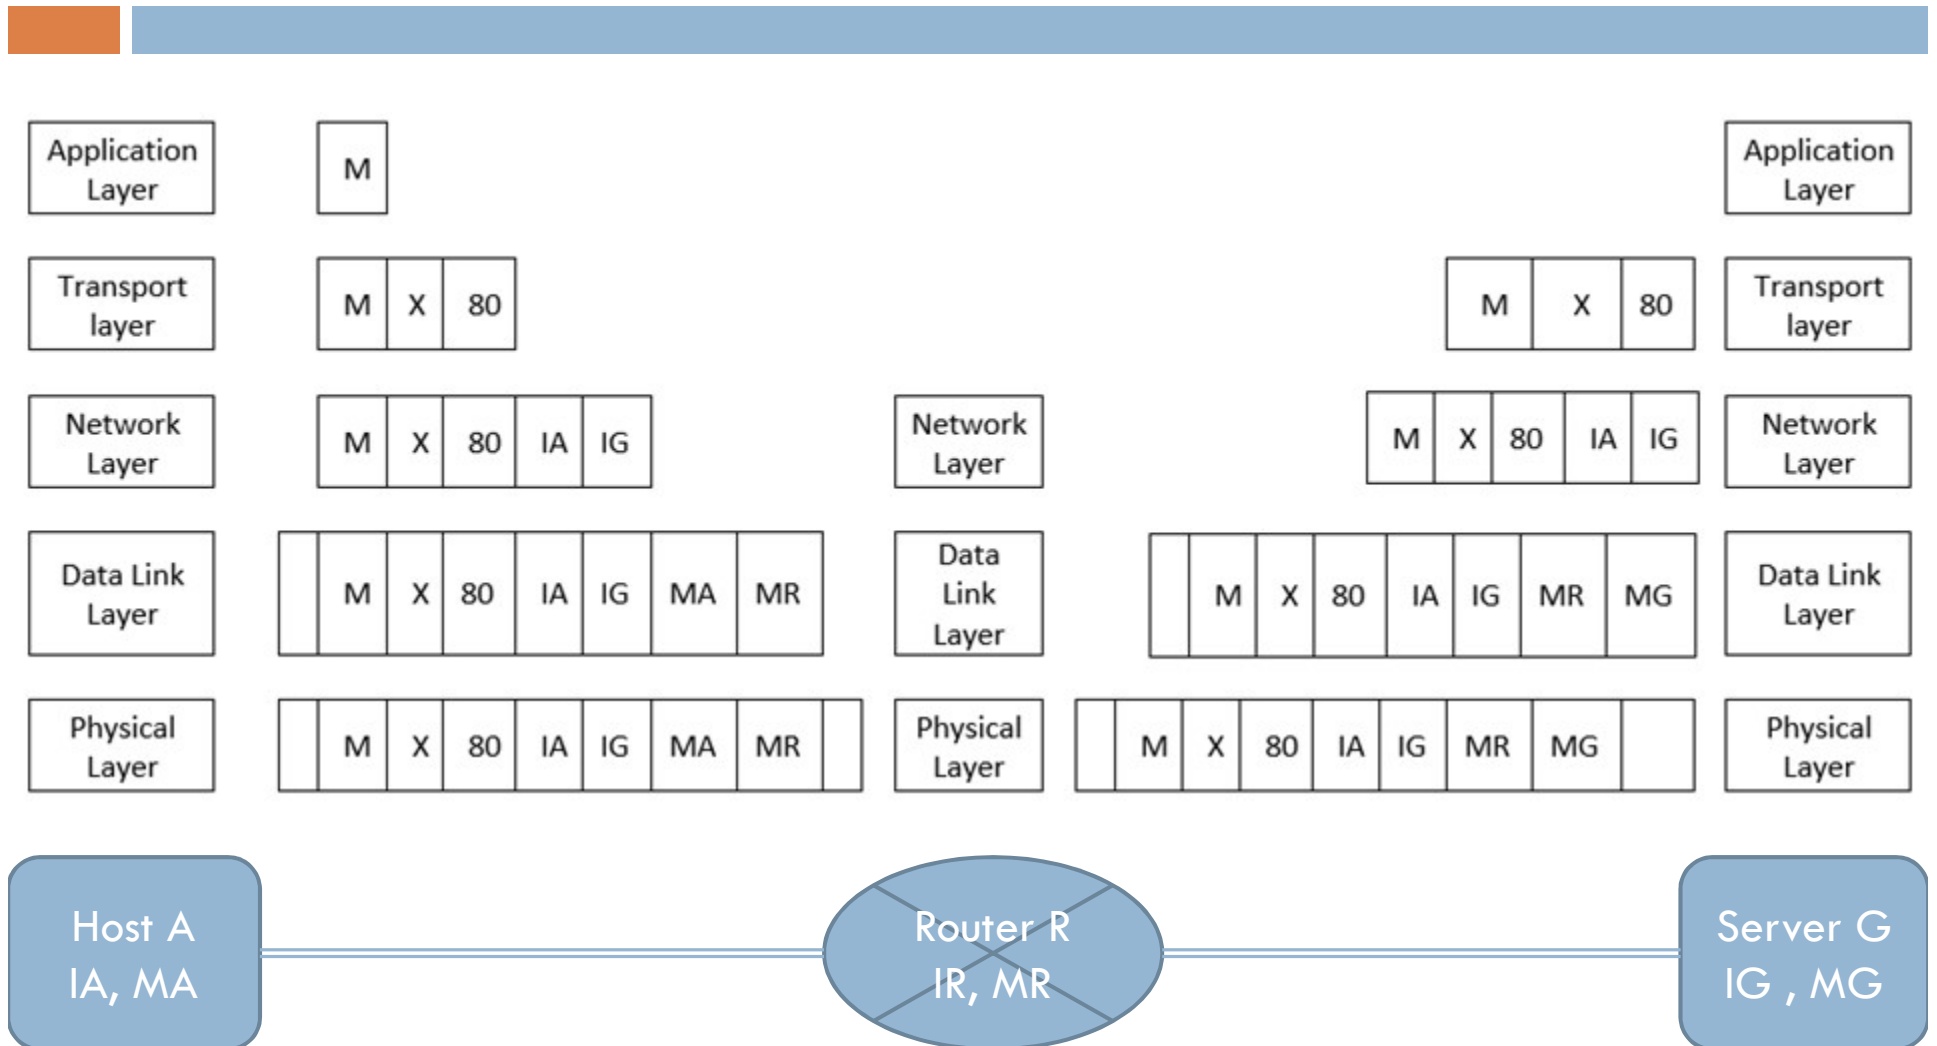 Application
Layer
M
Application
Layer
Transport
layer
M X 80
M X 80
Transport
layer
Network
Layer
M X 80 IA IG
Network
Layer
M X 80 IA IG
Network
Layer
Data Link
Layer
M X 80 IA IG MA MR
Data
Link
Layer
M X 80 IA IG MR MG
Data Link
Layer
Physical
Layer
M X 80 IA IG MA MR
Physical
Layer
M X 80 IA IG MR MG
Physical
Layer
Host A
IA, MA
Router R
IR, MR
Server G
IG , MG